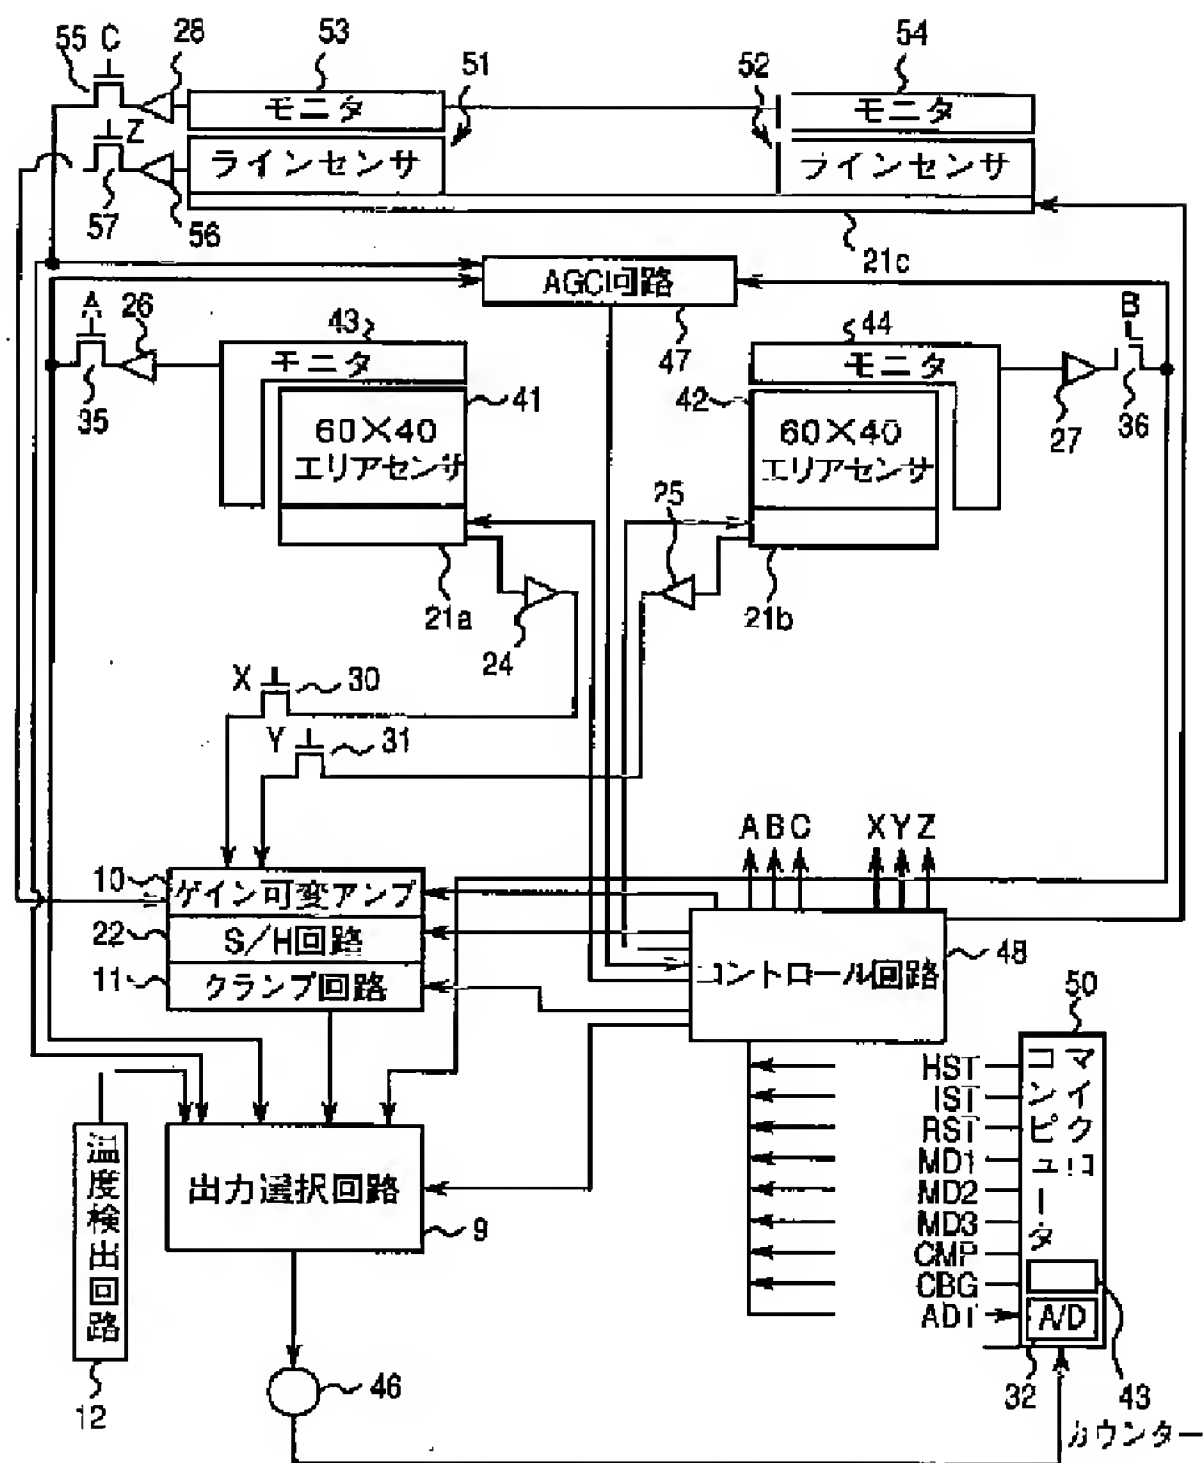 55 C 28 53 51 52 54
モニタ モニタ
Z
ラインセンサ ラインセンサ
57 56 21c
AGC回路
47
A 26 43 44 B
モニタ モニタ
35 27 36
41 42
60×40
エリアセンサ
60×40
エリアセンサ
25
21a 24 21b
X 30
Y 31
A B C X Y Z
10 ゲイン可変アンプ
22 S/H回路
11 クランプ回路
コントロール回路 48
50
マイクロ
コンピュータ
HST
IST
RST
MD1
MD2
MD3
CMP
CBG
ADT
A/D
32 43
カウンター
温度検出回路
12
出力選択回路
9
46